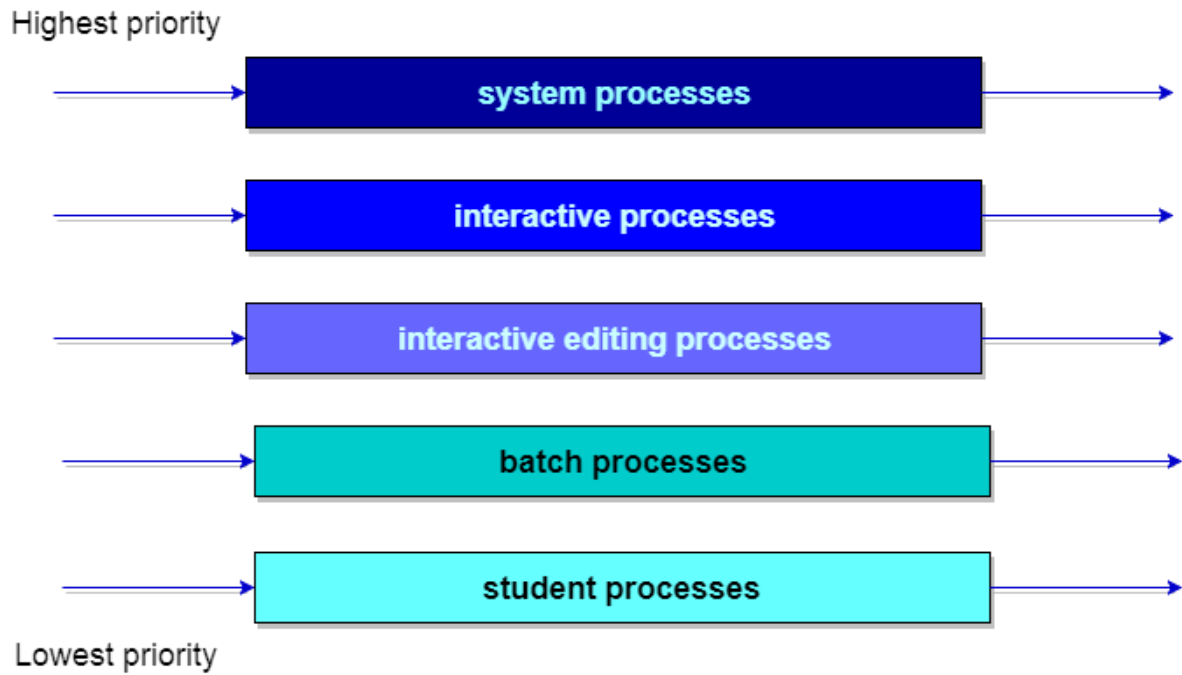 Highest priority
system processes
interactive processes
interactive editing processes
batch processes
student processes
Lowest priority